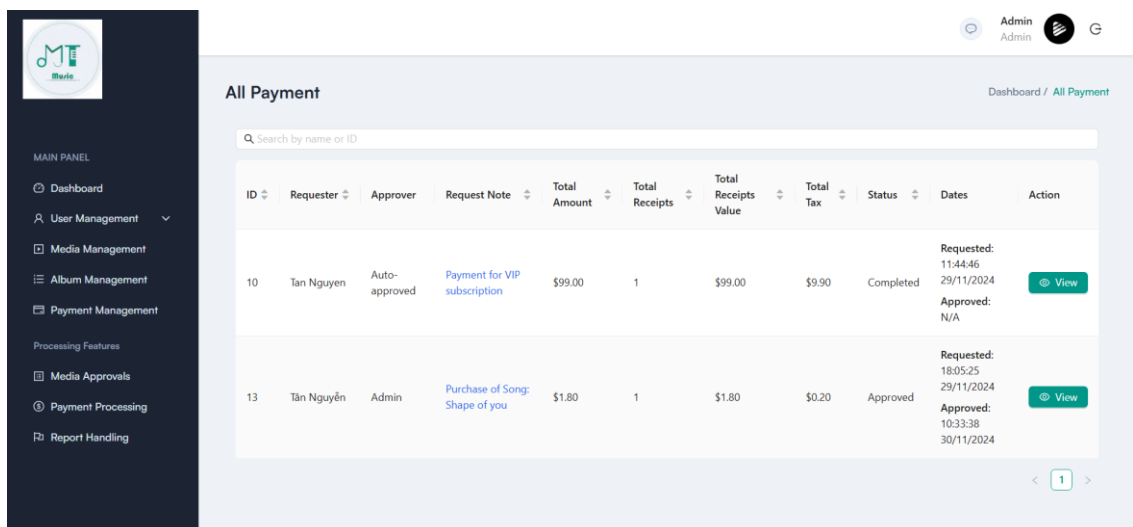 MT
Music
Admin
Admin
All Payment
Dashboard / All Payment
Search by name or ID
MAIN PANEL
Dashboard
User Management
Media Management
Album Management
Payment Management
Processing Features
Media Approvals
Payment Processing
Report Handling
ID Requester Approver Request Note Total Amount Total Receipts Total Receipts Value Total Tax Status Dates Action
10 Tan Nguyen Auto-approved Payment for VIP subscription $99.00 1 $99.00 $9.90 Completed Requested: 11:44:46 29/11/2024 Approved: N/A View
13 Tân Nguyễn Admin Purchase of Song: Shape of you $1.80 1 $1.80 $0.20 Approved Requested: 18:05:25 29/11/2024 Approved: 10:33:38 30/11/2024 View
< 1 >